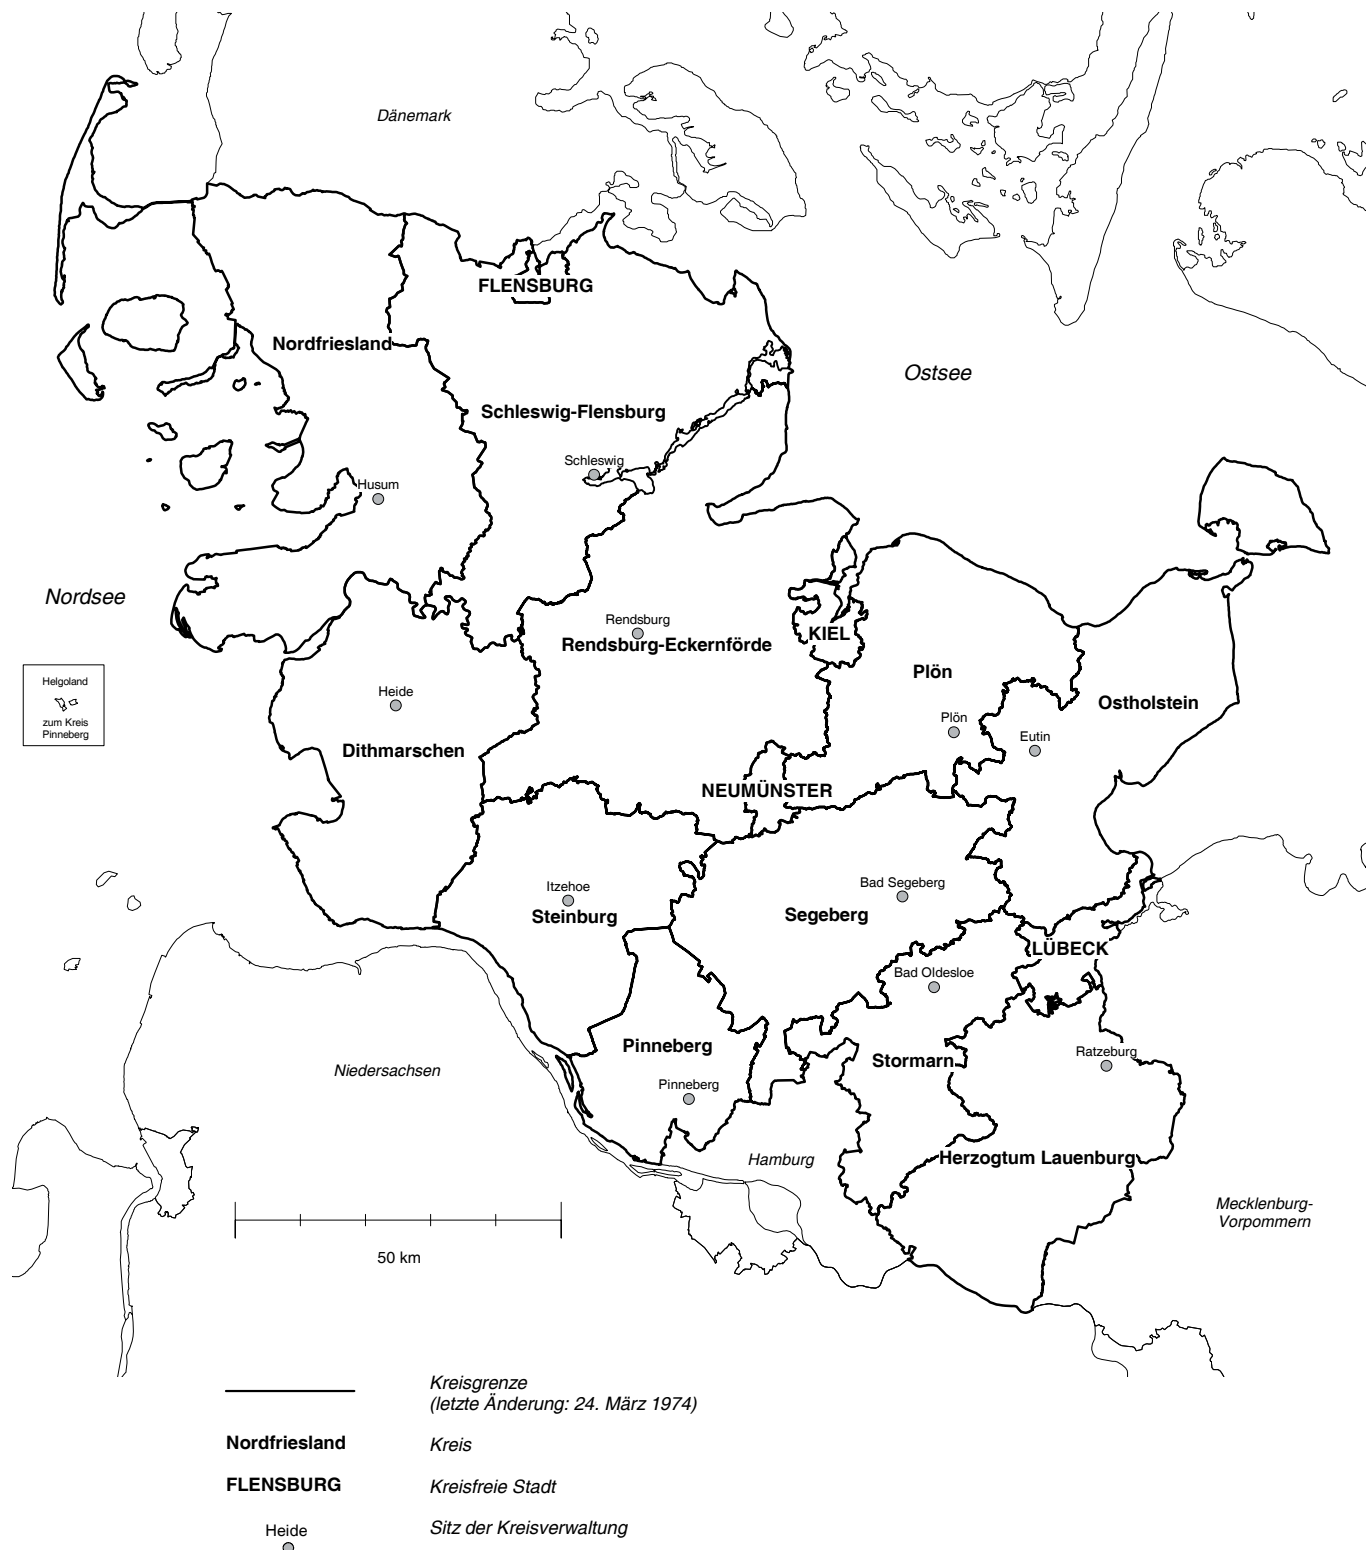 Dänemark
FLENSBURG
Nordfriesland
Ostsee
Schleswig-Flensburg
Schleswig
Husum
Nordsee
Rendsburg
Rendsburg-Eckernförde
KIEL
Plön
Helgoland
zum Kreis
Pinneberg
Heide
Ostholstein
Plön
Eutin
Dithmarschen
NEUMÜNSTER
Itzehoe
Steinburg
Bad Segeberg
Segeberg
LÜBECK
Bad Oldesloe
Pinneberg
Stormarn
Ratzeburg
Niedersachsen
Pinneberg
Hamburg
Herzogtum Lauenburg
Mecklenburg-
Vorpommern
50 km
Kreisgrenze
(letzte Änderung: 24. März 1974)
Nordfriesland Kreis
FLENSBURG Kreisfreie Stadt
Heide Sitz der Kreisverwaltung